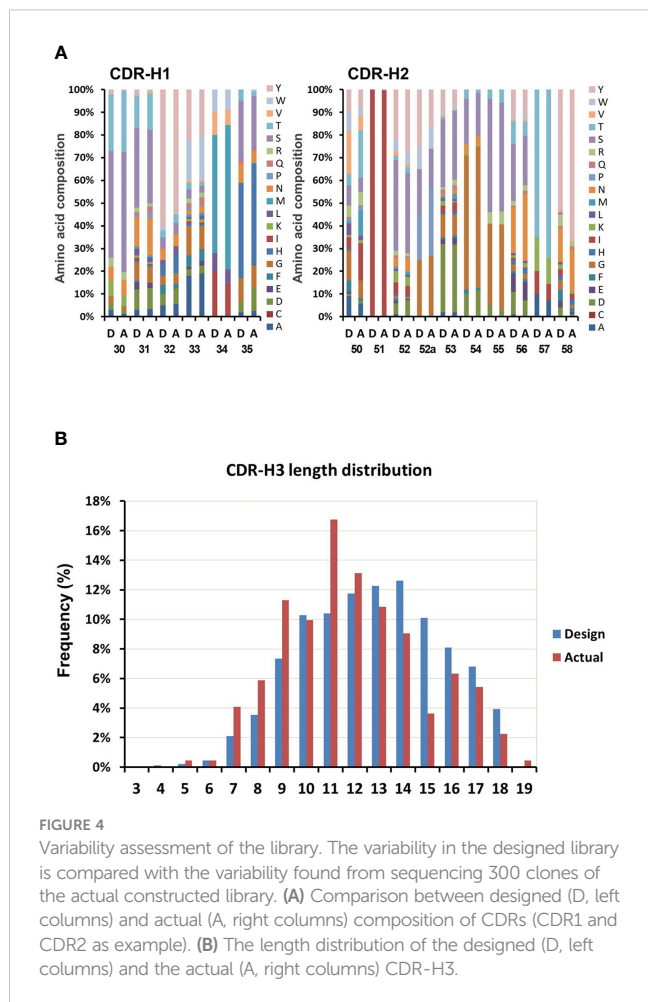 A
CDR-H1
CDR-H2
Amino acid composition
100%
90%
80%
70%
60%
50%
40%
30%
20%
10%
0%
D A D A D A D A D A D A
30 31 32 33 34 35
Y
W
V
T
S
R
Q
P
N
M
L
K
I
H
G
F
E
D
C
A
Amino acid composition
100%
90%
80%
70%
60%
50%
40%
30%
20%
10%
0%
D A D A D A D A D A D A D A D A D A D A
50 51 52 52a 53 54 55 56 57 58
Y
W
V
T
S
R
Q
P
N
M
L
K
I
H
G
F
E
D
C
A
B
CDR-H3 length distribution
Frequency (%)
18%
16%
14%
12%
10%
8%
6%
4%
2%
0%
3 4 5 6 7 8 9 10 11 12 13 14 15 16 17 18 19
Design
Actual
FIGURE 4
Variability assessment of the library. The variability in the designed library
is compared with the variability found from sequencing 300 clones of
the actual constructed library. (A) Comparison between designed (D, left
columns) and actual (A, right columns) composition of CDRs (CDR1 and
CDR2 as example). (B) The length distribution of the designed (D, left
columns) and the actual (A, right columns) CDR-H3.